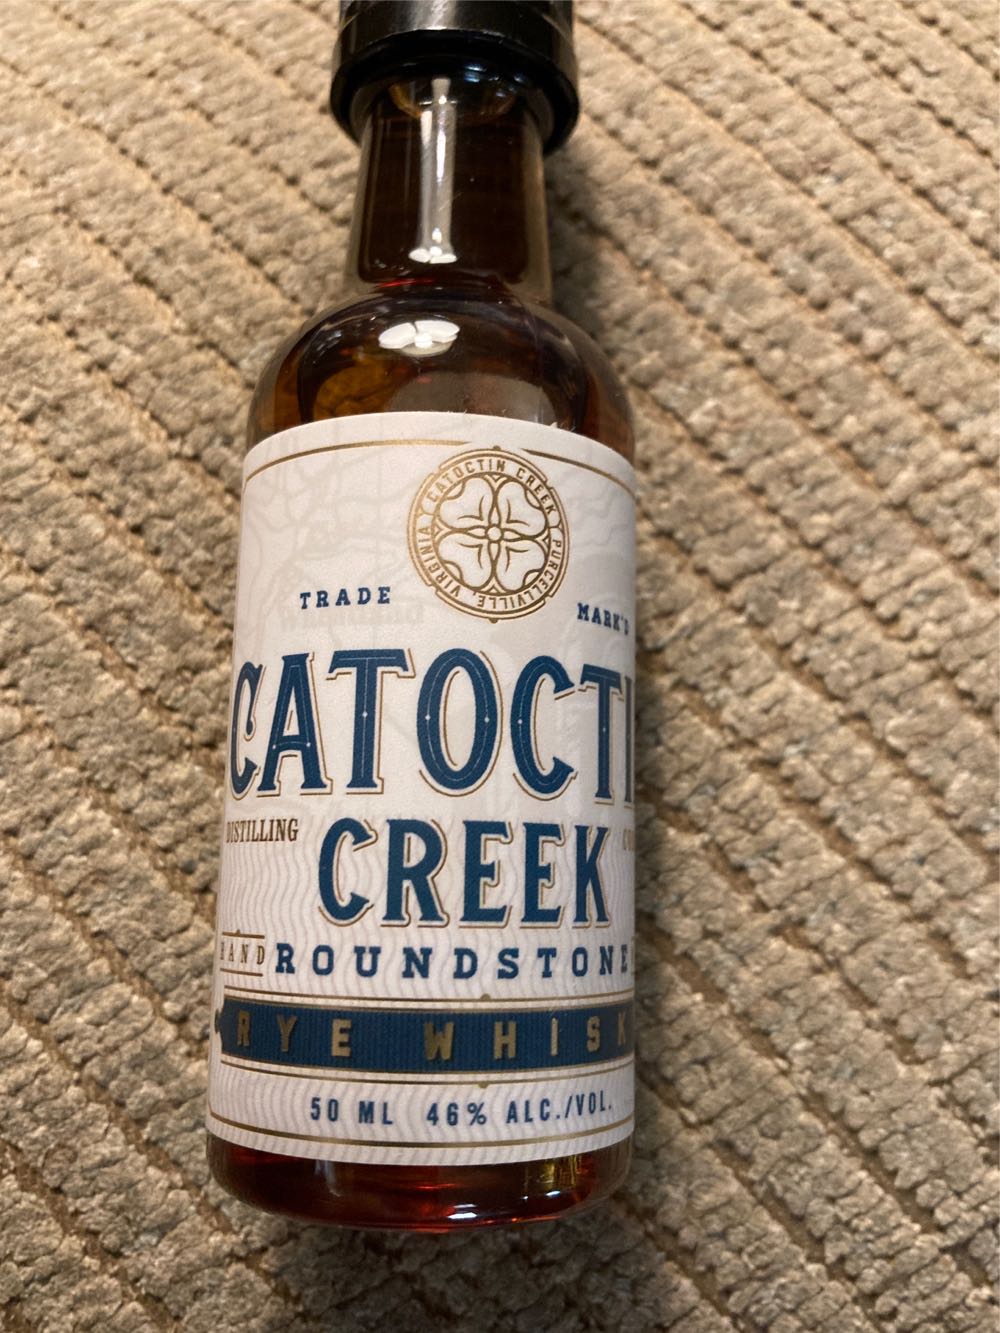 CATOCTIN CREEK
PURCELLVILLE, VIRGINIA
TRADE MARK'D
CATOCTI
CREEK
DISTILLING
ROUNDSTONE
RYE WHISK
50 ML 46% ALC./VOL.